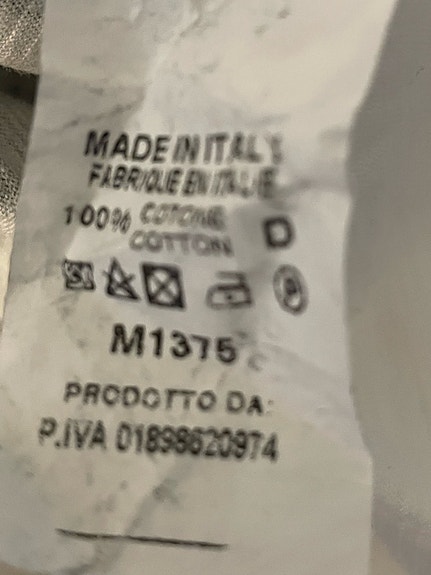 MADE IN ITALY
FABRIQUE EN ITALIE
100% COTONE
COTTON D
M1375
PRODOTTO DA:
P.IVA 01898620974